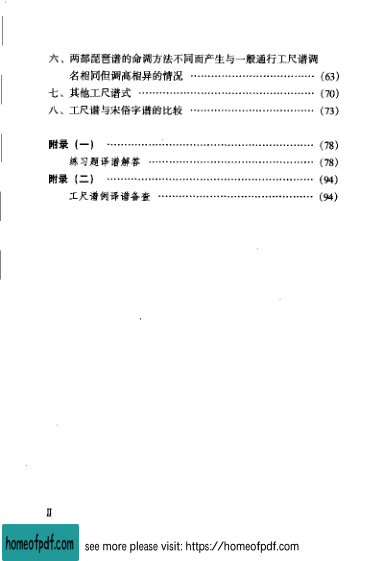 六、两部琵琶谱的命调方法不同而产生与一般通行工尺谱调
名相同但调高相异的情况 ……………………………… (63)
七、其他工尺谱式 …………………………………………… (70)
八、工尺谱与宋俗字谱的比较 ……………………………… (73)
附录（一） …………………………………………………… (78)
练习题译谱解答 …………………………………………… (78)
附录（二） …………………………………………………… (94)
工尺谱例译谱备查 ………………………………………… (94)
II
homeofpdf.com
see more please visit: https://homeofpdf.com